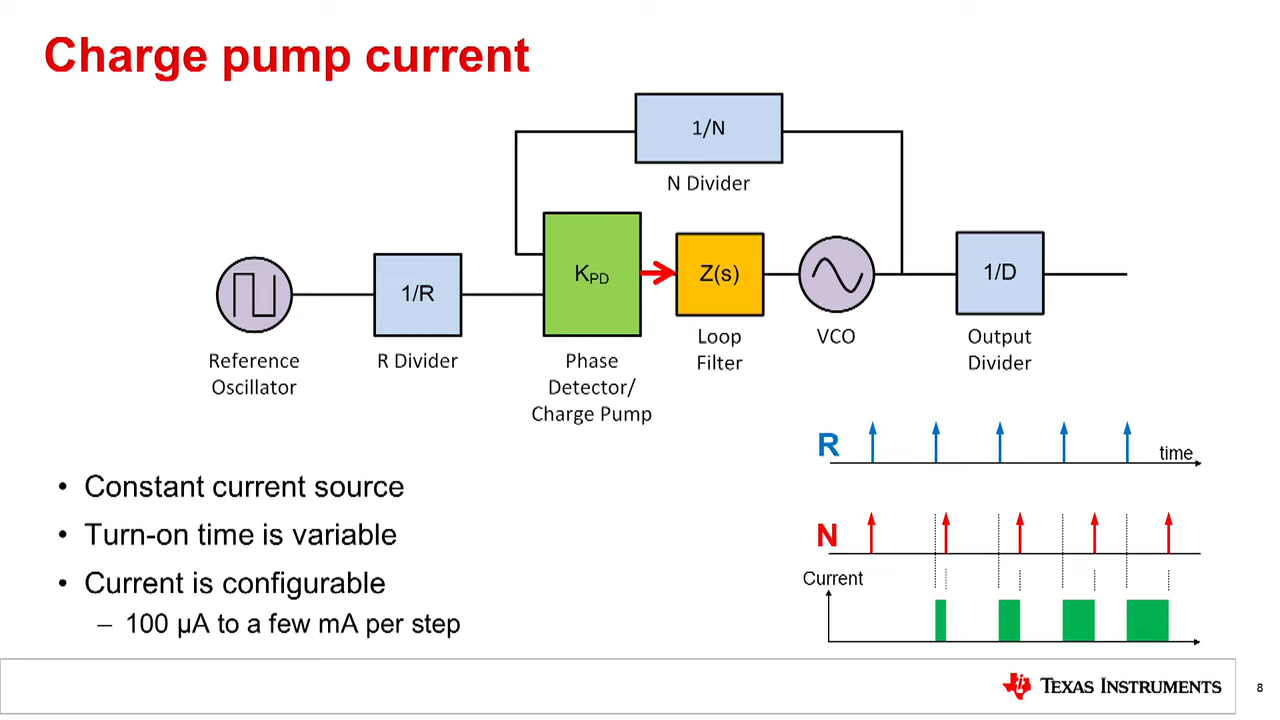 Charge pump current
1/N
N Divider
K_PD
Z(s)
1/D
1/R
Loop
Filter
VCO
Output
Divider
Reference
Oscillator
R Divider
Phase
Detector/
Charge Pump
R
time
N
Current
• Constant current source
• Turn-on time is variable
• Current is configurable
– 100 µA to a few mA per step
TEXAS INSTRUMENTS
8